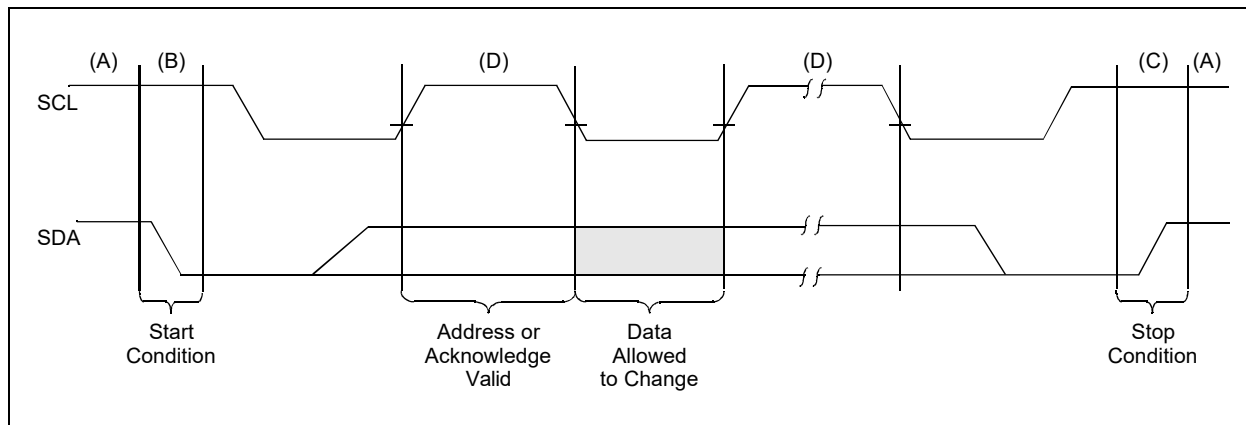 (A)
(B)
(D)
(D)
(C)
(A)
SCL
SDA
Start
Condition
Address or
Acknowledge
Valid
Data
Allowed
to Change
Stop
Condition